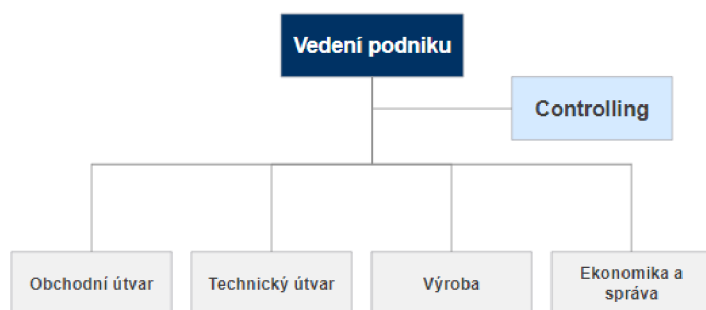 Vedení podniku
Controlling
Obchodní útvar
Technický útvar
Výroba
Ekonomika a
správa